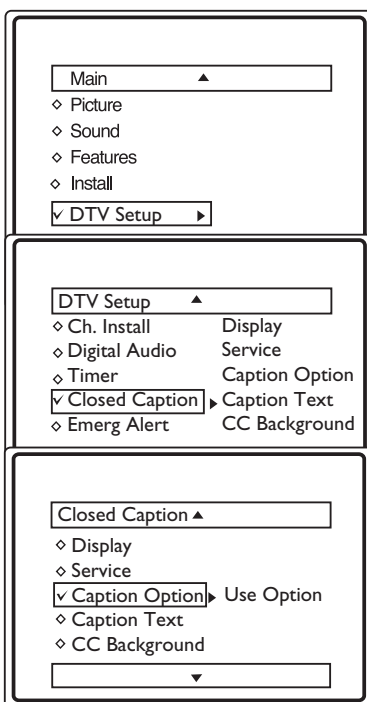 Main
Picture
Sound
Features
Install
DTV Setup
DTV Setup
Ch. Install Display
Digital Audio Service
Timer Caption Option
Closed Caption Caption Text
Emerg Alert CC Background
Closed Caption
Display
Service
Caption Option Use Option
Caption Text
CC Background